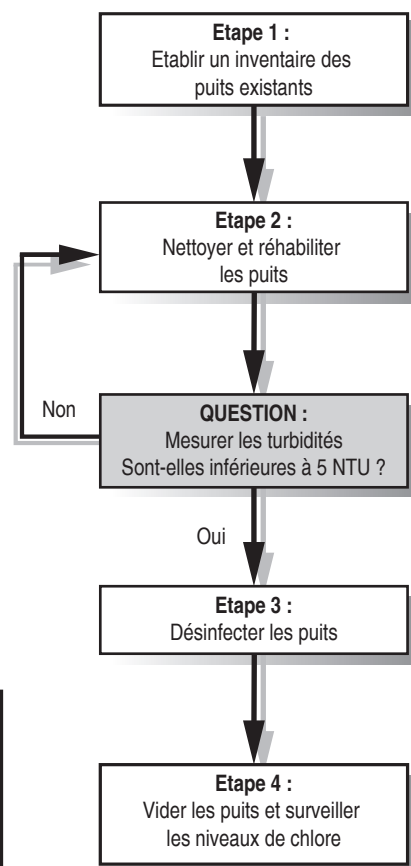 Etape 1 :
Etablir un inventaire des
puits existants
Etape 2 :
Nettoyer et réhabiliter
les puits
Non
QUESTION :
Mesurer les turbidités
Sont-elles inférieures à 5 NTU ?
Oui
Etape 3 :
Désinfecter les puits
Etape 4 :
Vider les puits et surveiller
les niveaux de chlore